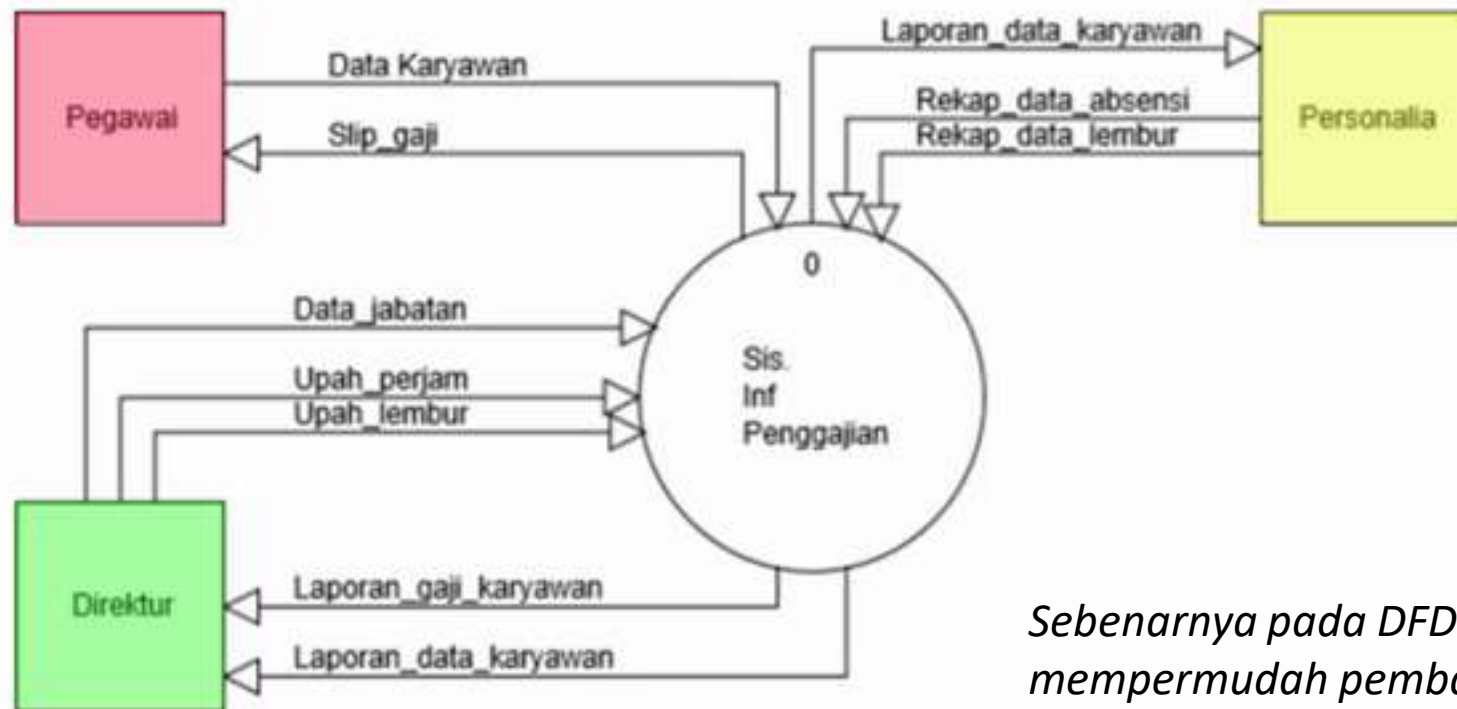 Pegawai
Data Karyawan
Slip_gaji
Laporan_data_karyawan
Rekap_data_absensi
Rekap_data_lembur
Personalia
0
Sis.
Inf
Penggajian
Data_jabatan
Upah_perjam
Upah_lembur
Direktur
Laporan_gaji_karyawan
Laporan_data_karyawan
Sebenarnya pada DFD
mempermudah